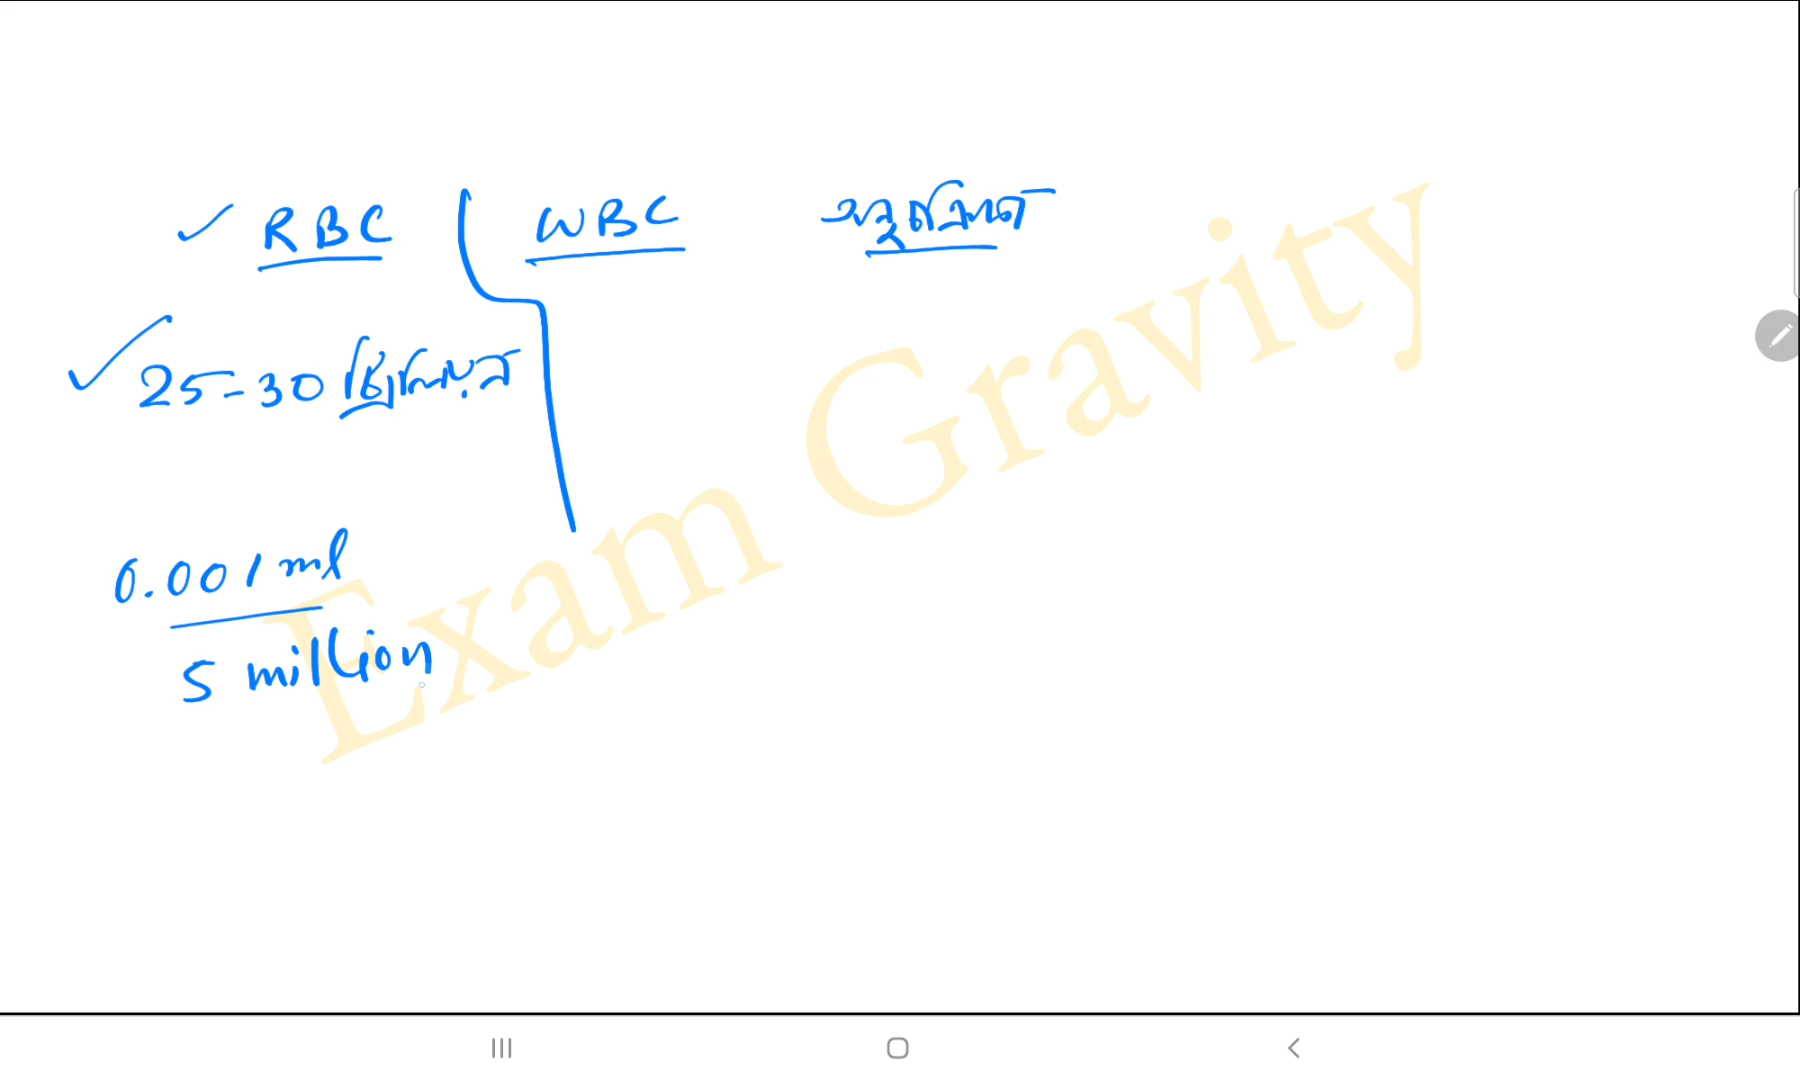 RBC WBC অনুচক্রিকা
25-30 ট্রিলিয়ন
0.001 ml
5 million
Exam Gravity